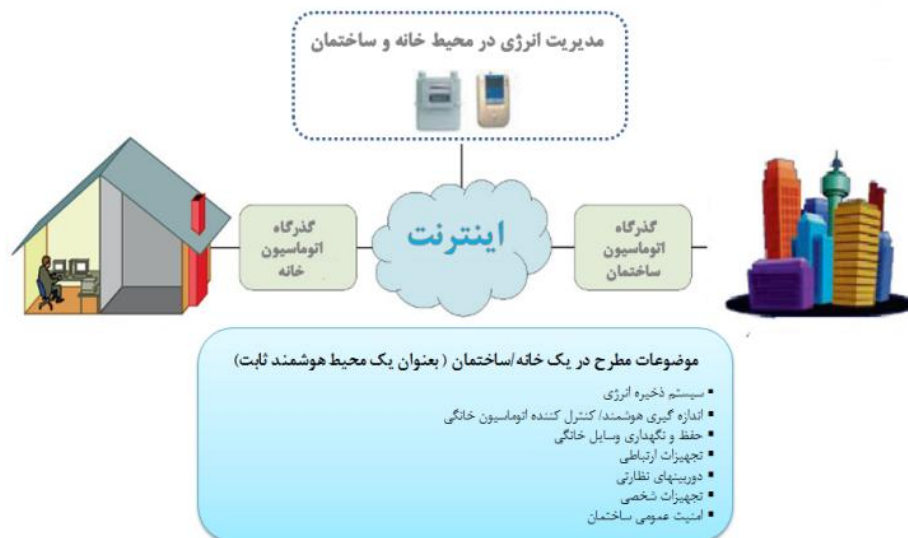 مدیریت انرژی در محیط خانه و ساختمان
گذرگاه
اتوماسیون
ساختمان
اینترنت
گذرگاه
اتوماسیون
خانه
موضوعات مطرح در یک خانه/ساختمان ( بعنوان یک محیط هوشمند ثابت)
▪ سیستم ذخیره انرژی
▪ اندازه گیری هوشمند/ کنترل کننده اتوماسیون خانگی
▪ حفظ و نگهداری وسایل خانگی
▪ تجهیزات ارتباطی
▪ دوربینهای نظارتی
▪ تجهیزات شخصی
▪ امنیت عمومی ساختمان